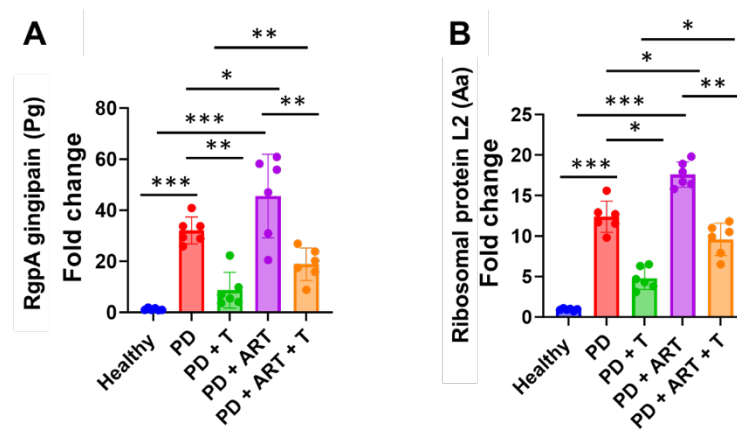 A
RgpA gingipain (Pg)
Fold change
80
60
40
20
0
***
***
**
*
**
**
Healthy
PD
PD + T
PD + ART
PD + ART + T
B
Ribosomal protein L2 (Aa)
Fold change
25
20
15
10
5
0
***
*
***
*
**
*
Healthy
PD
PD + T
PD + ART
PD + ART + T